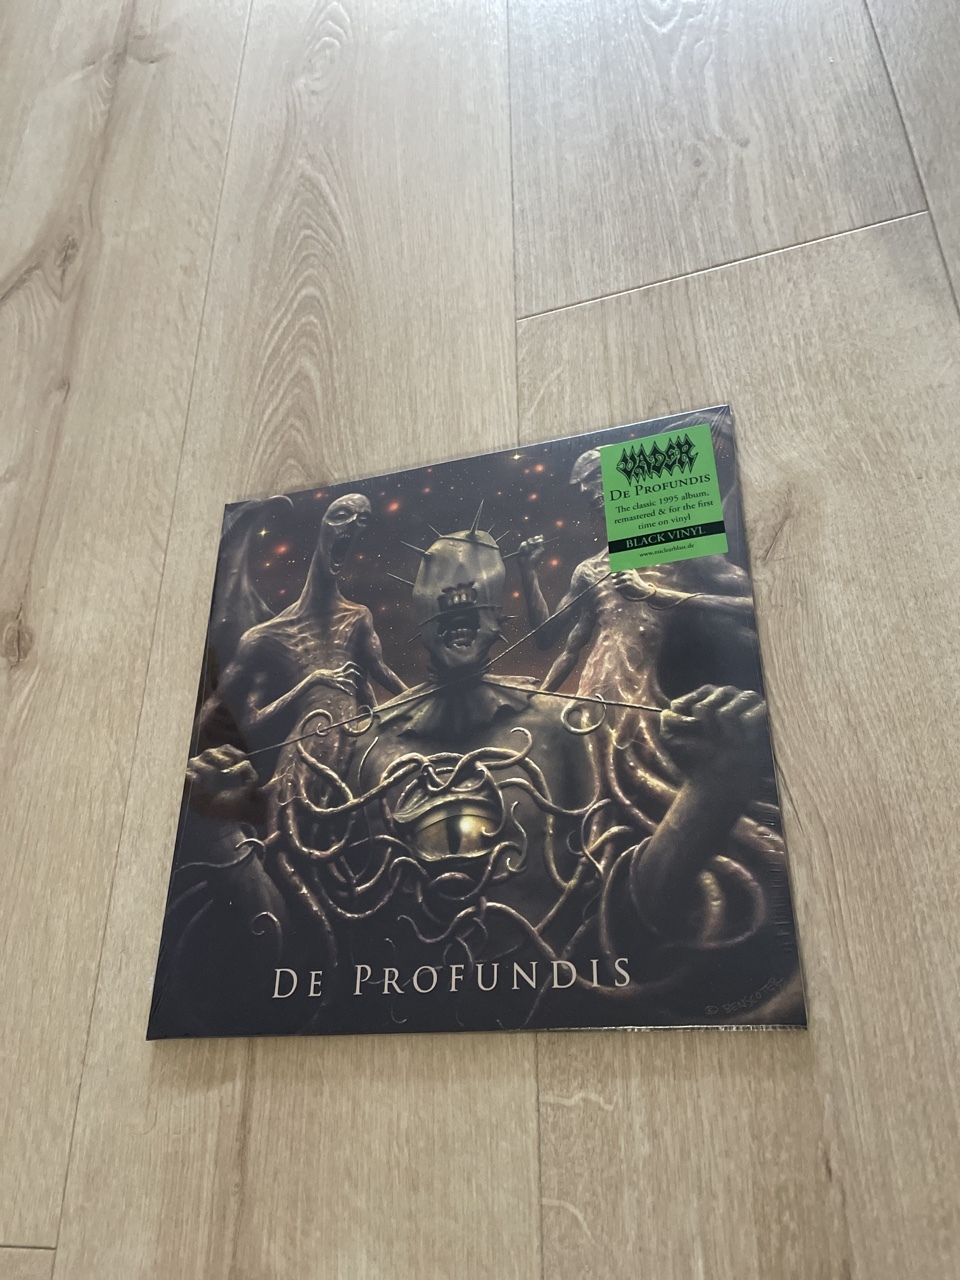 VADER
DE PROFUNDIS
The classic 1995 album,
remastered & for the first
time on vinyl
BLACK VINYL
www.nuclearblast.de
DE PROFUNDIS